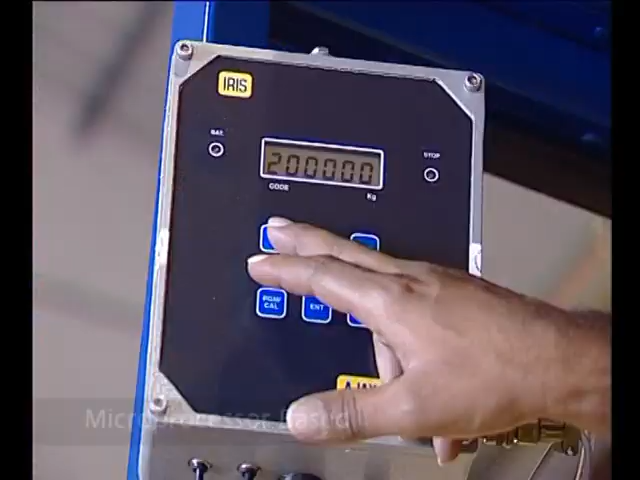 IRIS
BAT.
STOP
200000
CODE
Kg
PGM/
CAL
ENT
Microprocessor Based